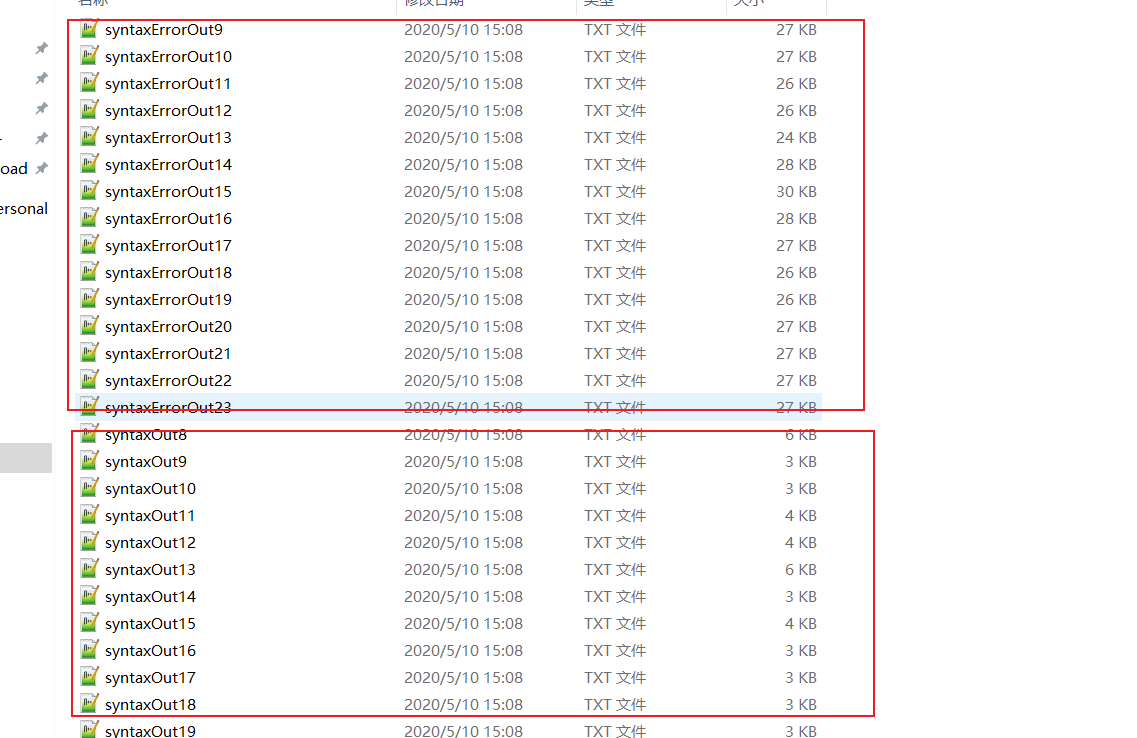 名称 修改日期 类型 大小
syntaxErrorOut9 2020/5/10 15:08 TXT 文件 27 KB
syntaxErrorOut10 2020/5/10 15:08 TXT 文件 27 KB
syntaxErrorOut11 2020/5/10 15:08 TXT 文件 26 KB
syntaxErrorOut12 2020/5/10 15:08 TXT 文件 26 KB
syntaxErrorOut13 2020/5/10 15:08 TXT 文件 24 KB
syntaxErrorOut14 2020/5/10 15:08 TXT 文件 28 KB
oad
syntaxErrorOut15 2020/5/10 15:08 TXT 文件 30 KB
ersonal
syntaxErrorOut16 2020/5/10 15:08 TXT 文件 28 KB
syntaxErrorOut17 2020/5/10 15:08 TXT 文件 27 KB
syntaxErrorOut18 2020/5/10 15:08 TXT 文件 26 KB
syntaxErrorOut19 2020/5/10 15:08 TXT 文件 26 KB
syntaxErrorOut20 2020/5/10 15:08 TXT 文件 27 KB
syntaxErrorOut21 2020/5/10 15:08 TXT 文件 27 KB
syntaxErrorOut22 2020/5/10 15:08 TXT 文件 27 KB
syntaxErrorOut23 2020/5/10 15:08 TXT 文件 27 KB
syntaxOut8 2020/5/10 15:08 TXT 文件 6 KB
syntaxOut9 2020/5/10 15:08 TXT 文件 3 KB
syntaxOut10 2020/5/10 15:08 TXT 文件 3 KB
syntaxOut11 2020/5/10 15:08 TXT 文件 4 KB
syntaxOut12 2020/5/10 15:08 TXT 文件 4 KB
syntaxOut13 2020/5/10 15:08 TXT 文件 6 KB
syntaxOut14 2020/5/10 15:08 TXT 文件 3 KB
syntaxOut15 2020/5/10 15:08 TXT 文件 4 KB
syntaxOut16 2020/5/10 15:08 TXT 文件 3 KB
syntaxOut17 2020/5/10 15:08 TXT 文件 3 KB
syntaxOut18 2020/5/10 15:08 TXT 文件 3 KB
syntaxOut19 2020/5/10 15:08 TXT 文件 3 KB